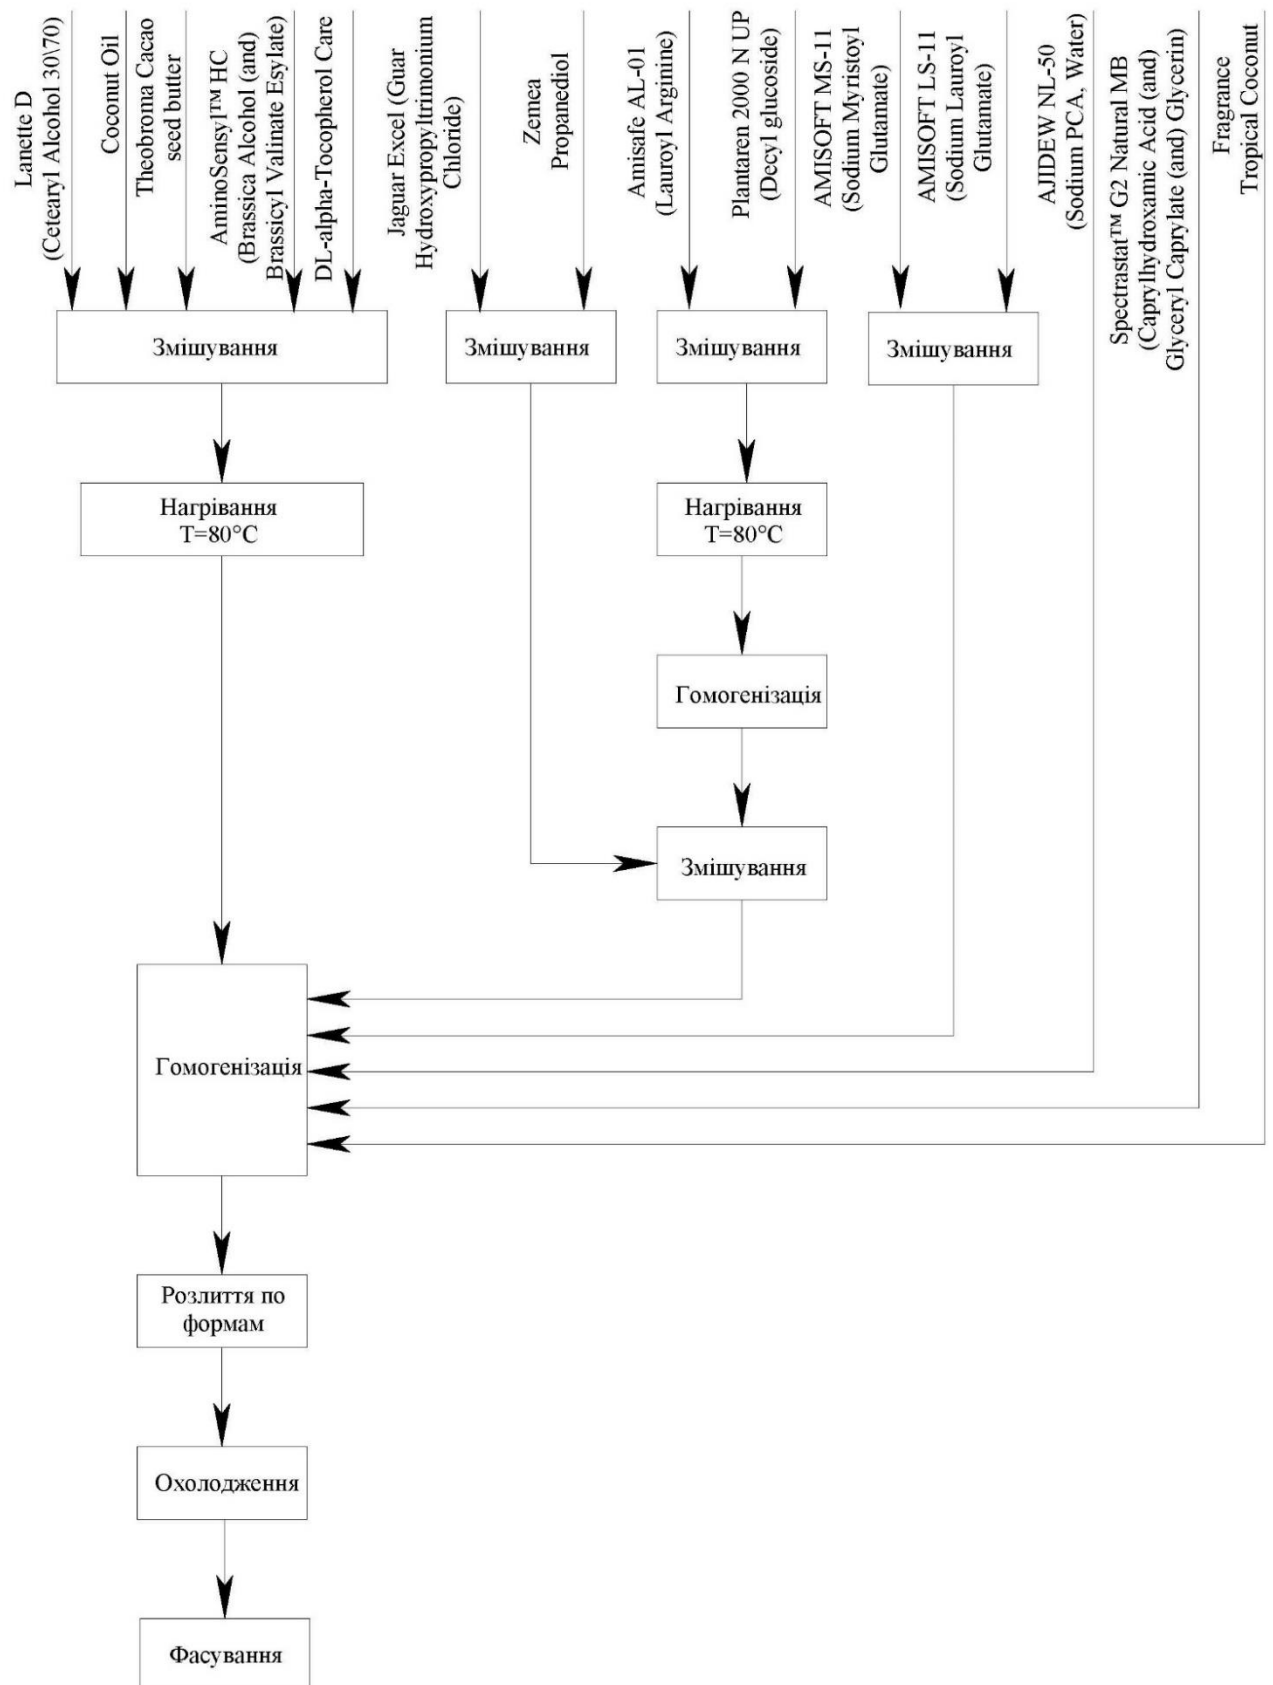 Lanette D
(Cetearyl Alcohol 30\70)
Coconut Oil
Theobroma Cacao
seed butter
AminoSensyl™ HC
(Brassica Alcohol (and)
Brassicyl Valinate Esylate)
DL-alpha-Tocopherol Care
Jaguar Excel (Guar
Hydroxypropyltrimonium
Chloride)
Zemea
Propanediol
Amisafe AL-01
(Lauroyl Arginine)
Plantaren 2000 N UP
(Decyl glucoside)
AMISOFT MS-11
(Sodium Myristoyl
Glutamate)
AMISOFT LS-11
(Sodium Lauroyl
Glutamate)
AJIDEW NL-50
(Sodium PCA, Water)
Spectrastat™ G2 Natural MB
(Caprylhydroxamic Acid (and)
Glyceryl Caprylate (and) Glycerin)
Fragrance
Tropical Coconut
Змішування
Змішування
Змішування
Змішування
Нагрівання
T=80°C
Нагрівання
T=80°C
Гомогенізація
Змішування
Гомогенізація
Розлиття по
формам
Охолодження
Фасування